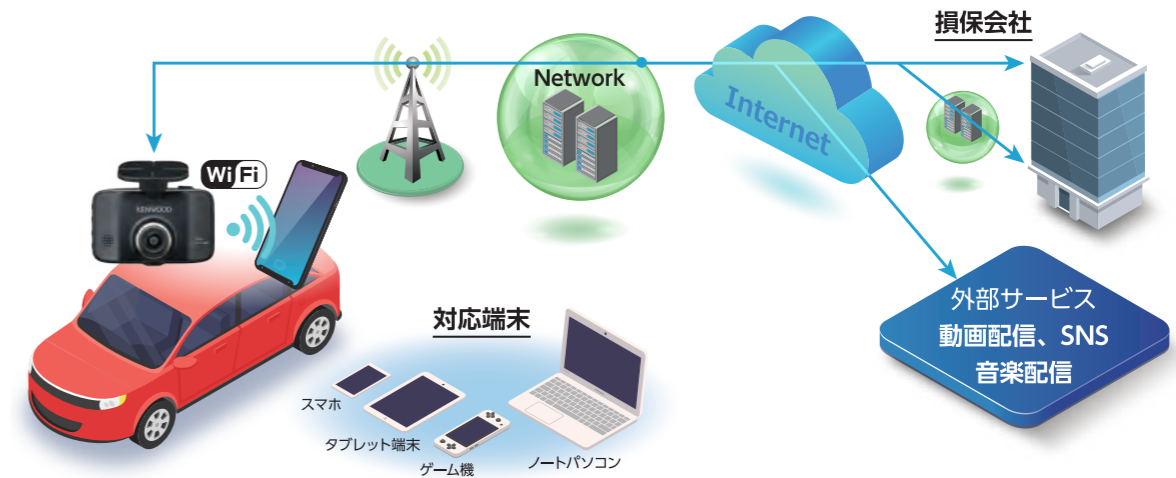 損保会社
Network
Internet
Wi Fi
KENWOOD
外部サービス
動画配信、SNS
音楽配信
対応端末
スマホ
タブレット端末
ゲーム機
ノートパソコン